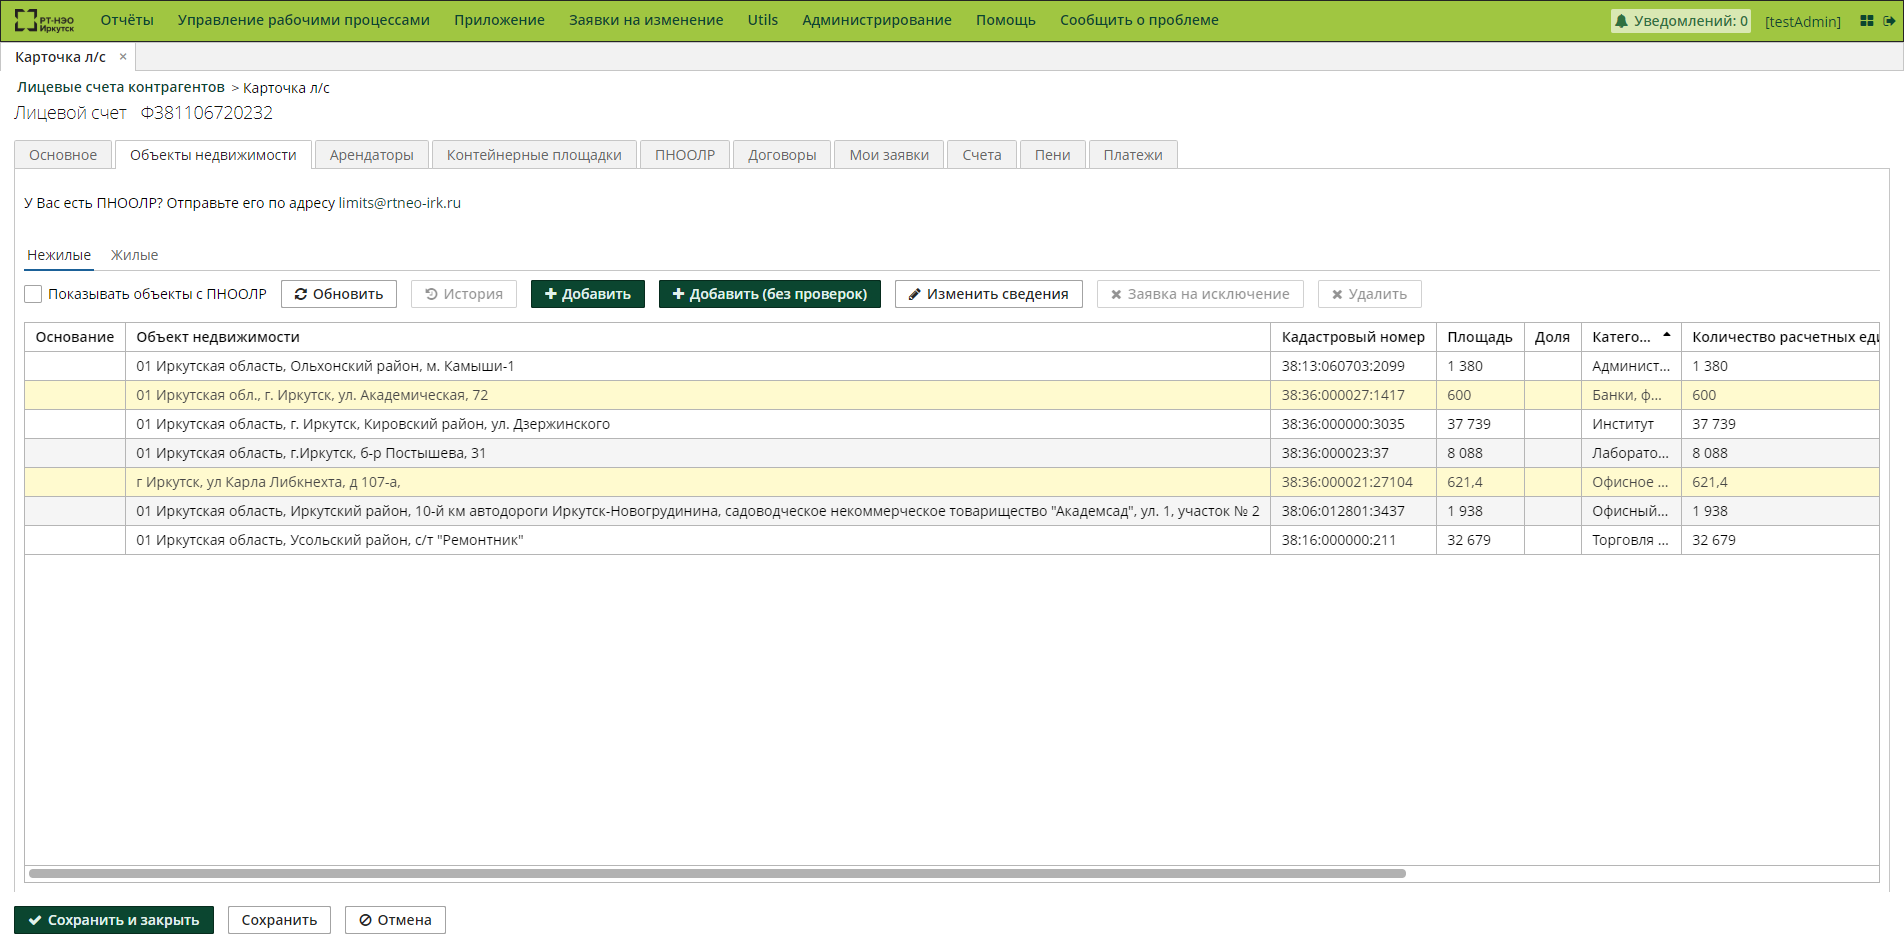 РТ-НЭО Иркутск Отчёты Управление рабочими процессами Приложение Заявки на изменение Utils Администрирование Помощь Сообщить о проблеме Уведомлений: 0 [testAdmin]
Карточка л/с ×
Лицевые счета контрагентов > Карточка л/с
Лицевой счет Ф381106720232
Основное Объекты недвижимости Арендаторы Контейнерные площадки ПНООЛР Договоры Мои заявки Счета Пени Платежи
У Вас есть ПНООЛР? Отправьте его по адресу limits@rtneo-irk.ru
Нежилые Жилые
Показывать объекты с ПНООЛР Обновить История Добавить Добавить (без проверок) Изменить сведения Заявка на исключение Удалить
Основание Объект недвижимости Кадастровый номер Площадь Доля Катего... Количество расчетных еди
01 Иркутская область, Ольхонский район, м. Камыши-1 38:13:060703:2099 1 380 Админист... 1 380
01 Иркутская обл., г. Иркутск, ул. Академическая, 72 38:36:000027:1417 600 Банки, ф... 600
01 Иркутская область, г. Иркутск, Кировский район, ул. Дзержинского 38:36:000000:3035 37 739 Институт 37 739
01 Иркутская область, г.Иркутск, б-р Постышева, 31 38:36:000023:37 8 088 Лаборато... 8 088
г Иркутск, ул Карла Либкнехта, д 107-а, 38:36:000021:27104 621,4 Офисное ... 621,4
01 Иркутская область, Иркутский район, 10-й км автодороги Иркутск-Новогрудинина, садоводческое некоммерческое товарищество "Академсад", ул. 1, участок № 2 38:06:012801:3437 1 938 Офисный... 1 938
01 Иркутская область, Усольский район, с/т "Ремонтник" 38:16:000000:211 32 679 Торговля ... 32 679
Сохранить и закрыть Сохранить Отмена